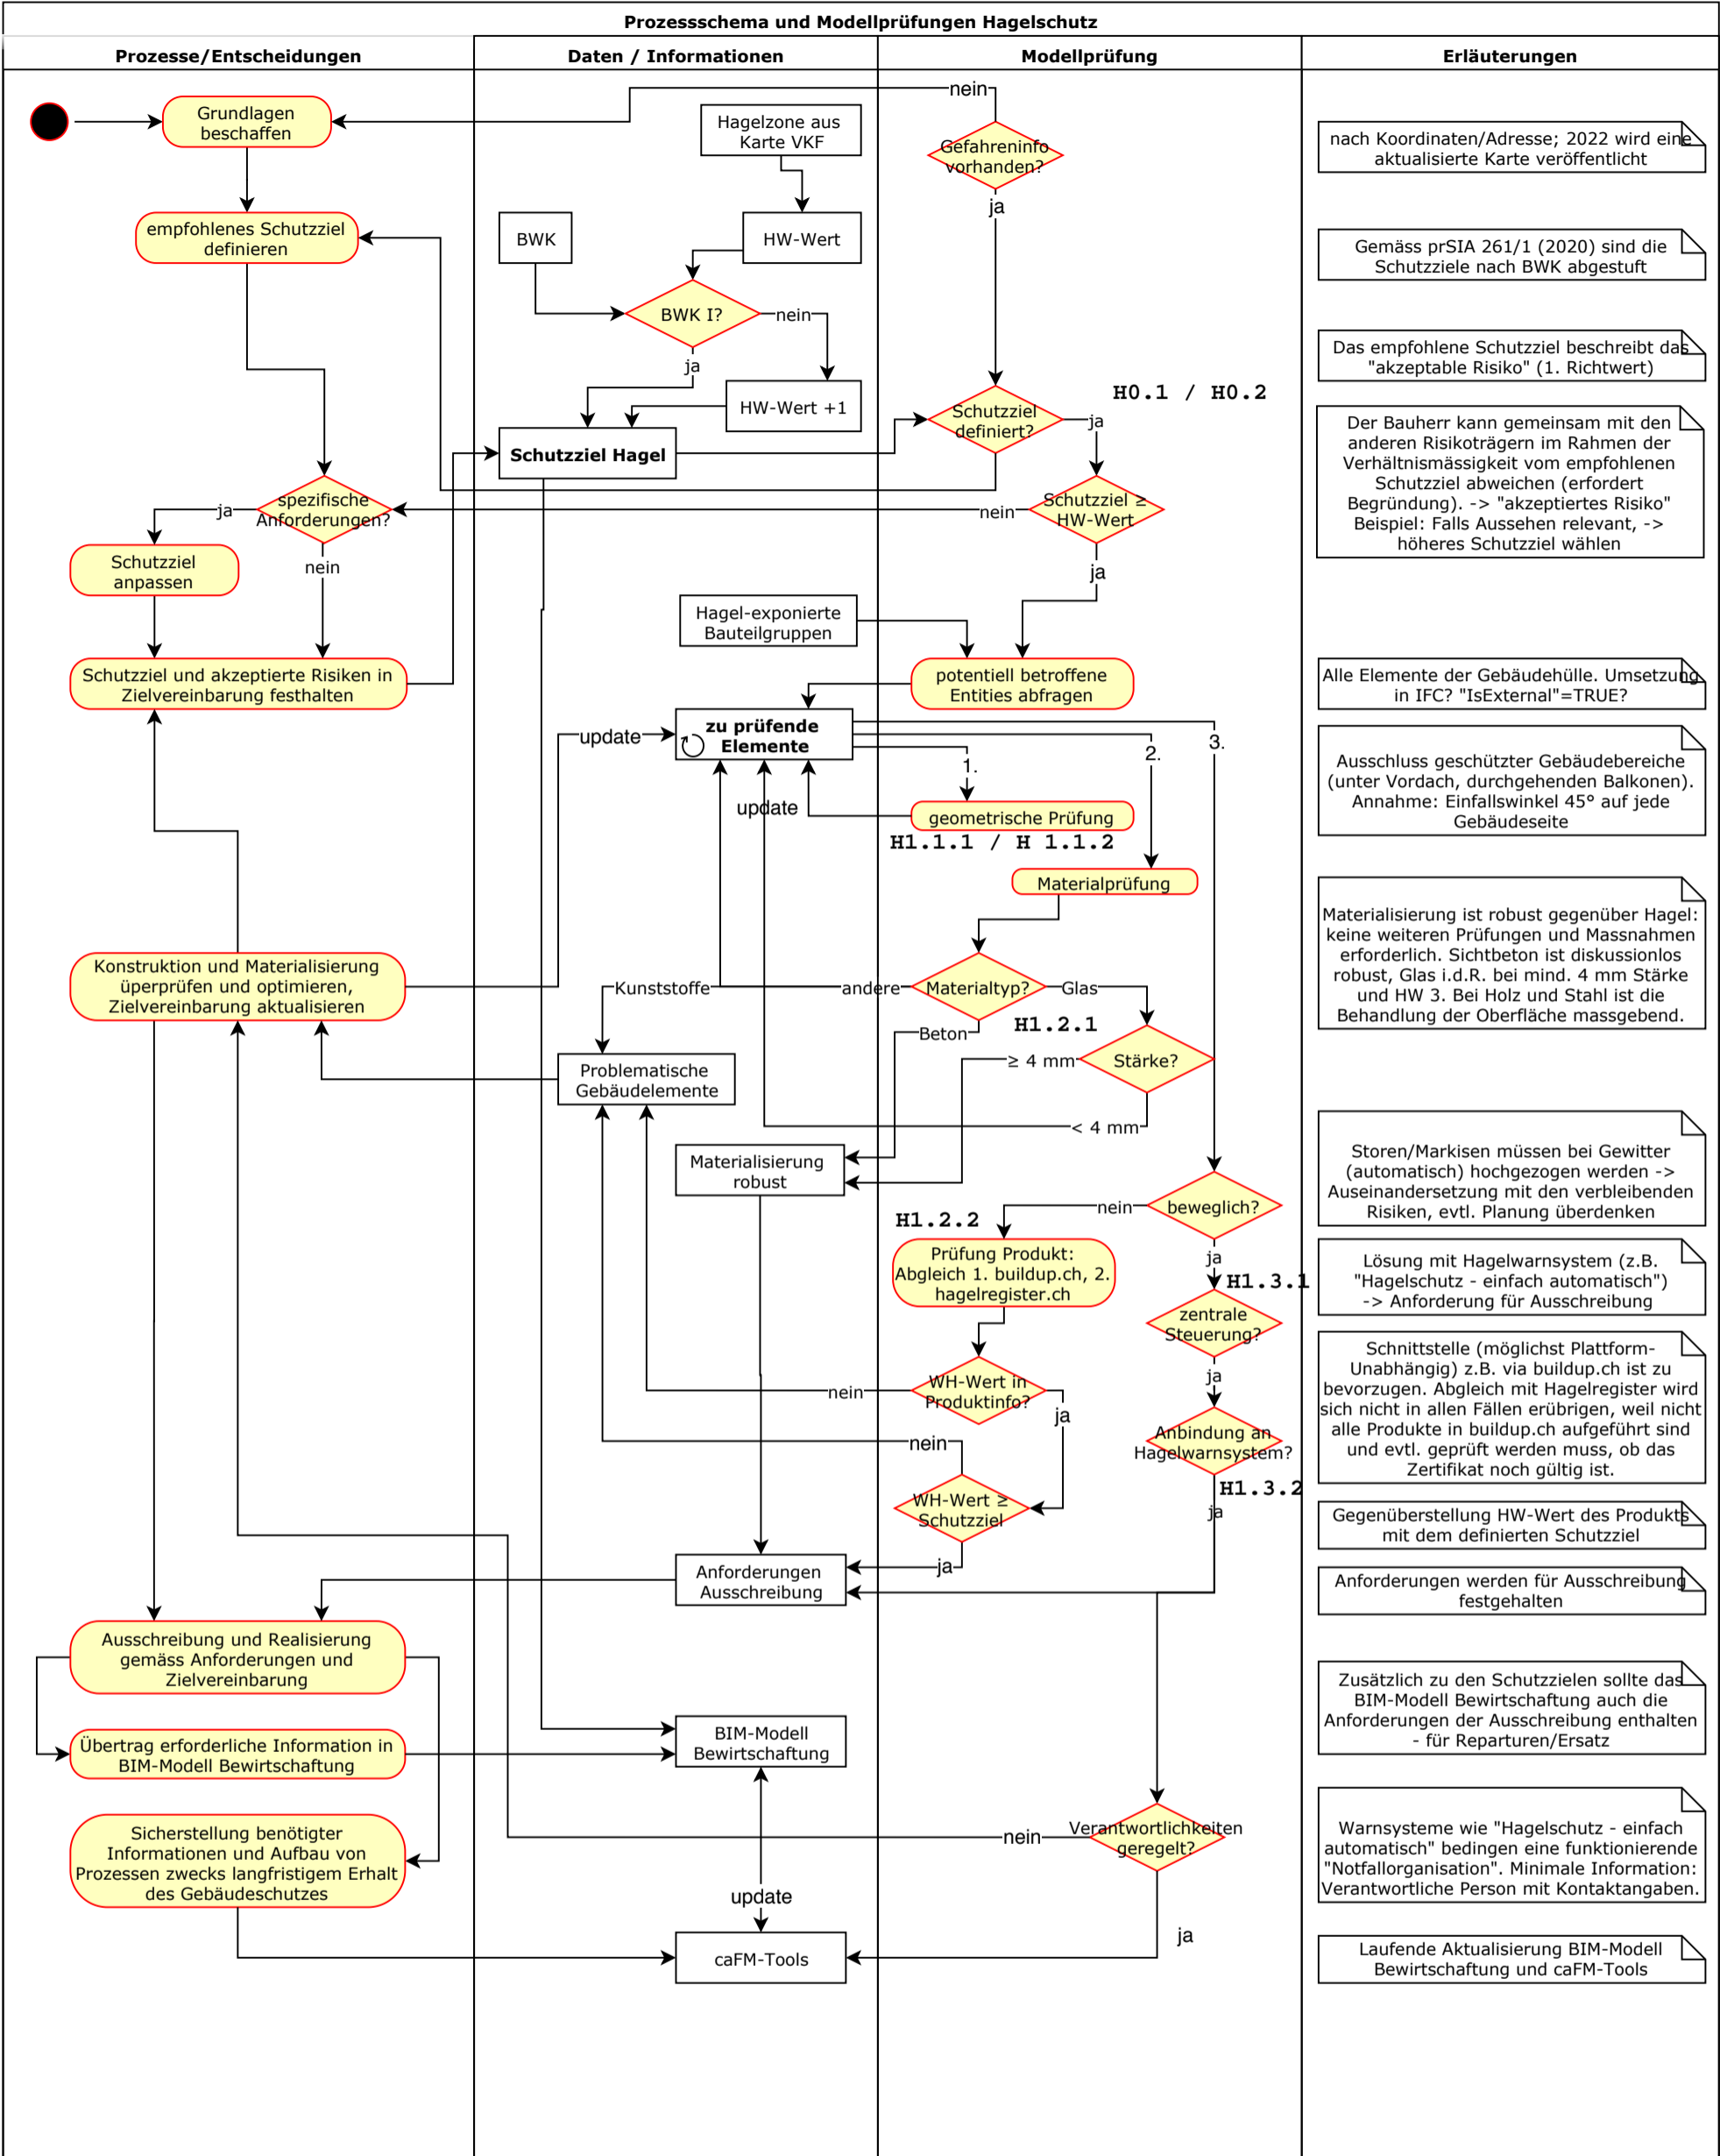 Prozessschema und Modellprüfungen Hagelschutz
Prozesse/Entscheidungen
Daten / Informationen
Modellprüfung
Erläuterungen
Grundlagen
beschaffen
empfohlenes Schutzziel
definieren
spezifische
Anforderungen?
ja
nein
Schutzziel
anpassen
Schutzziel und akzeptierte Risiken in
Zielvereinbarung festhalten
Konstruktion und Materialisierung
üperprüfen und optimieren,
Zielvereinbarung aktualisieren
Ausschreibung und Realisierung
gemäss Anforderungen und
Zielvereinbarung
Übertrag erforderliche Information in
BIM-Modell Bewirtschaftung
Sicherstellung benötigter
Informationen und Aufbau von
Prozessen zwecks langfristigem Erhalt
des Gebäudeschutzes
Hagelzone aus
Karte VKF
BWK
HW-Wert
BWK I?
nein
ja
HW-Wert +1
Schutzziel Hagel
Hagel-exponierte
Bauteilgruppen
update
zu prüfende
Elemente
update
Kunststoffe
Problematische
Gebäudelemente
Materialisierung
robust
Anforderungen
Ausschreibung
BIM-Modell
Bewirtschaftung
update
caFM-Tools
nein
Gefahreninfo
vorhanden?
ja
H0.1 / H0.2
Schutzziel
definiert?
ja
Schutzziel ≥
HW-Wert
nein
ja
potentiell betroffene
Entities abfragen
1.
2.
3.
geometrische Prüfung
H1.1.1 / H 1.1.2
Materialprüfung
andere
Materialtyp?
Glas
Beton
H1.2.1
≥ 4 mm
Stärke?
< 4 mm
beweglich?
nein
H1.2.2
ja
Prüfung Produkt:
Abgleich 1. buildup.ch, 2.
hagelregister.ch
H1.3.1
zentrale
Steuerung?
ja
WH-Wert in
Produktinfo?
nein
ja
Anbindung an
Hagelwarnsystem?
nein
H1.3.2
WH-Wert ≥
Schutzziel
ja
ja
Verantwortlichkeiten
geregelt?
nein
ja
nach Koordinaten/Adresse; 2022 wird eine
aktualisierte Karte veröffentlicht
Gemäss prSIA 261/1 (2020) sind die
Schutzziele nach BWK abgestuft
Das empfohlene Schutzziel beschreibt das
"akzeptable Risiko" (1. Richtwert)
Der Bauherr kann gemeinsam mit den
anderen Risikoträgern im Rahmen der
Verhältnismässigkeit vom empfohlenen
Schutzziel abweichen (erfordert
Begründung). -> "akzeptiertes Risiko"
Beispiel: Falls Aussehen relevant, ->
höheres Schutzziel wählen
Alle Elemente der Gebäudehülle. Umsetzung
in IFC? "IsExternal"=TRUE?
Ausschluss geschützter Gebäudebereiche
(unter Vordach, durchgehenden Balkonen).
Annahme: Einfallswinkel 45° auf jede
Gebäudeseite
Materialisierung ist robust gegenüber Hagel:
keine weiteren Prüfungen und Massnahmen
erforderlich. Sichtbeton ist diskussionlos
robust, Glas i.d.R. bei mind. 4 mm Stärke
und HW 3. Bei Holz und Stahl ist die
Behandlung der Oberfläche massgebend.
Storen/Markisen müssen bei Gewitter
(automatisch) hochgezogen werden ->
Auseinandersetzung mit den verbleibenden
Risiken, evtl. Planung überdenken
Lösung mit Hagelwarnsystem (z.B.
"Hagelschutz - einfach automatisch")
-> Anforderung für Ausschreibung
Schnittstelle (möglichst Plattform-
Unabhängig) z.B. via buildup.ch ist zu
bevorzugen. Abgleich mit Hagelregister wird
sich nicht in allen Fällen erübrigen, weil nicht
alle Produkte in buildup.ch aufgeführt sind
und evtl. geprüft werden muss, ob das
Zertifikat noch gültig ist.
Gegenüberstellung HW-Wert des Produkts
mit dem definierten Schutzziel
Anforderungen werden für Ausschreibung
festgehalten
Zusätzlich zu den Schutzzielen sollte das
BIM-Modell Bewirtschaftung auch die
Anforderungen der Ausschreibung enthalten
- für Reparturen/Ersatz
Warnsysteme wie "Hagelschutz - einfach
automatisch" bedingen eine funktionierende
"Notfallorganisation". Minimale Information:
Verantwortliche Person mit Kontaktangaben.
Laufende Aktualisierung BIM-Modell
Bewirtschaftung und caFM-Tools